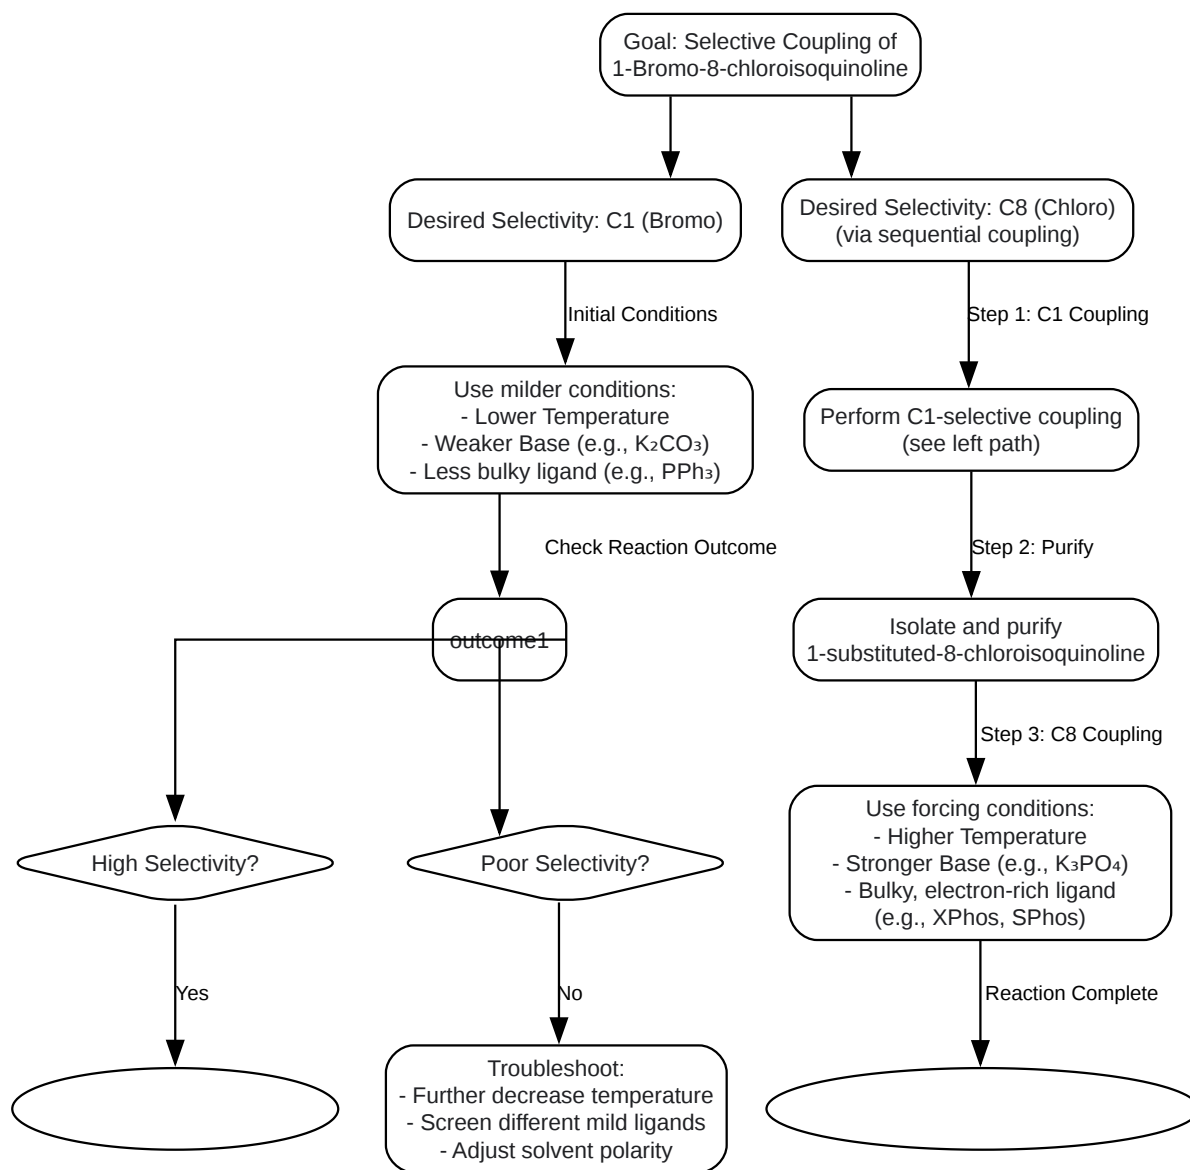 Goal: Selective Coupling of
1-Bromo-8-chloroisoquinoline
Desired Selectivity: C1 (Bromo)
Desired Selectivity: C8 (Chloro)
(via sequential coupling)
Initial Conditions
Step 1: C1 Coupling
Use milder conditions:
- Lower Temperature
- Weaker Base (e.g., K₂CO₃)
- Less bulky ligand (e.g., PPh₃)
Perform C1-selective coupling
(see left path)
Check Reaction Outcome
Step 2: Purify
outcome1
Isolate and purify
1-substituted-8-chloroisoquinoline
Step 3: C8 Coupling
High Selectivity?
Poor Selectivity?
Use forcing conditions:
- Higher Temperature
- Stronger Base (e.g., K₃PO₄)
- Bulky, electron-rich ligand
(e.g., XPhos, SPhos)
Yes
No
Reaction Complete
Troubleshoot:
- Further decrease temperature
- Screen different mild ligands
- Adjust solvent polarity